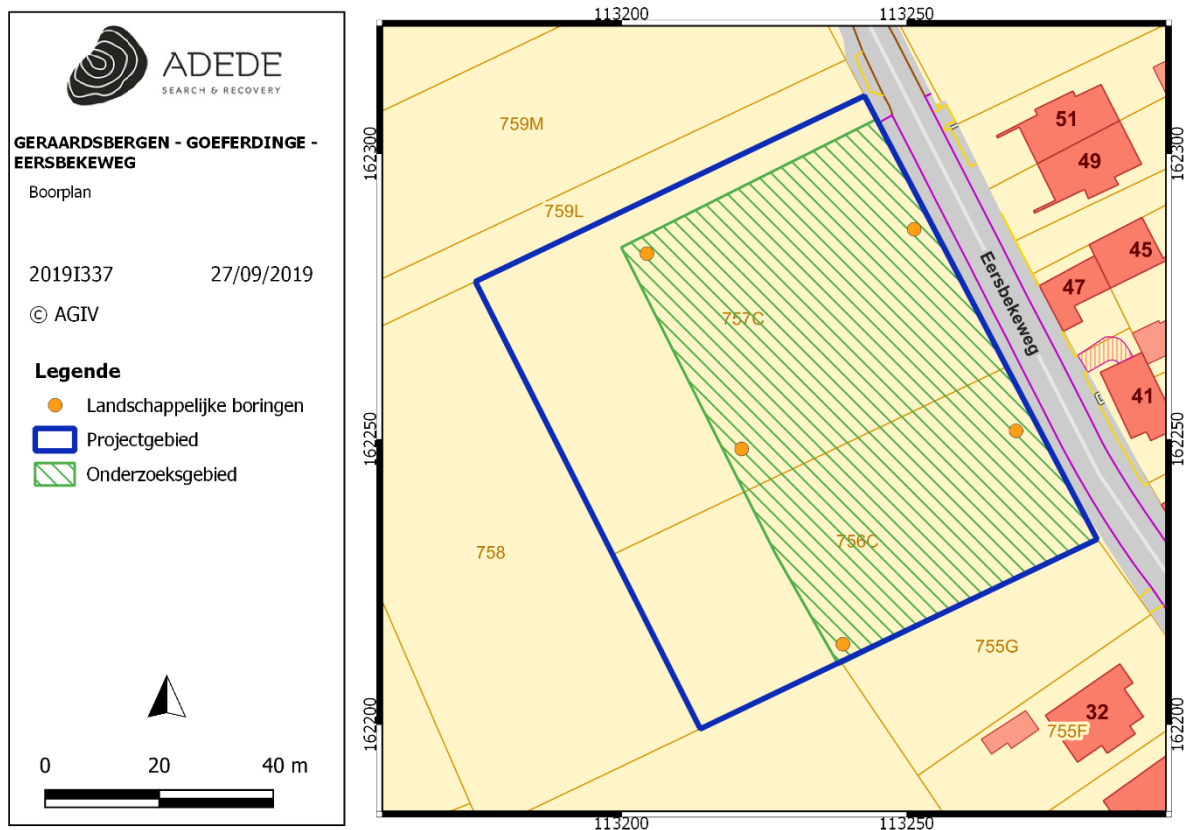 ADEDE
SEARCH & RECOVERY
GERAARDSBERGEN - GOEFERDINGE -
EERSBEKEWEG
Boorplan
2019I337 27/09/2019
© AGIV
Legende
Landschappelijke boringen
Projectgebied
Onderzoeksgebied
0 20 40 m
113200 113250
162300 162300
162250 162250
162200 162200
759M
51
49
759L
45
Eersbekeweg
47
757C
41
756C
758
755G
32
755F
113200 113250